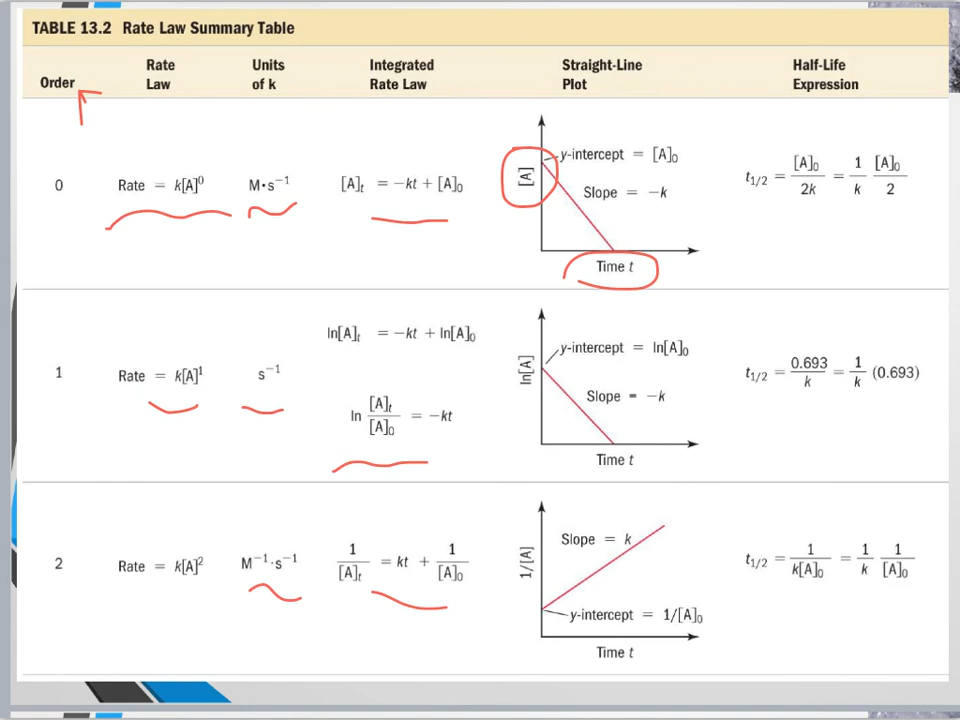 TABLE 13.2 Rate Law Summary Table
Order
Rate Law
Units of k
Integrated Rate Law
Straight-Line Plot
Half-Life Expression
0
Rate = k[A]⁰
M•s⁻¹
[A]ₜ = −kt + [A]₀
[A]
y-intercept = [A]₀
Slope = −k
Time t
t₁/₂ = [A]₀/2k = 1/k [A]₀/2
1
Rate = k[A]¹
s⁻¹
ln[A]ₜ = −kt + ln[A]₀
ln [A]ₜ/[A]₀ = −kt
ln[A]
y-intercept = ln[A]₀
Slope = −k
Time t
t₁/₂ = 0.693/k = 1/k (0.693)
2
Rate = k[A]²
M⁻¹·s⁻¹
1/[A]ₜ = kt + 1/[A]₀
1/[A]
Slope = k
y-intercept = 1/[A]₀
Time t
t₁/₂ = 1/k[A]₀ = 1/k 1/[A]₀